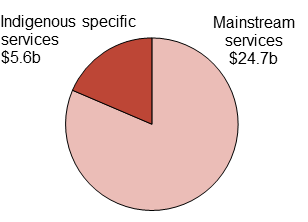 Indigenous specific
services
$5.6b
Mainstream
services
$24.7b